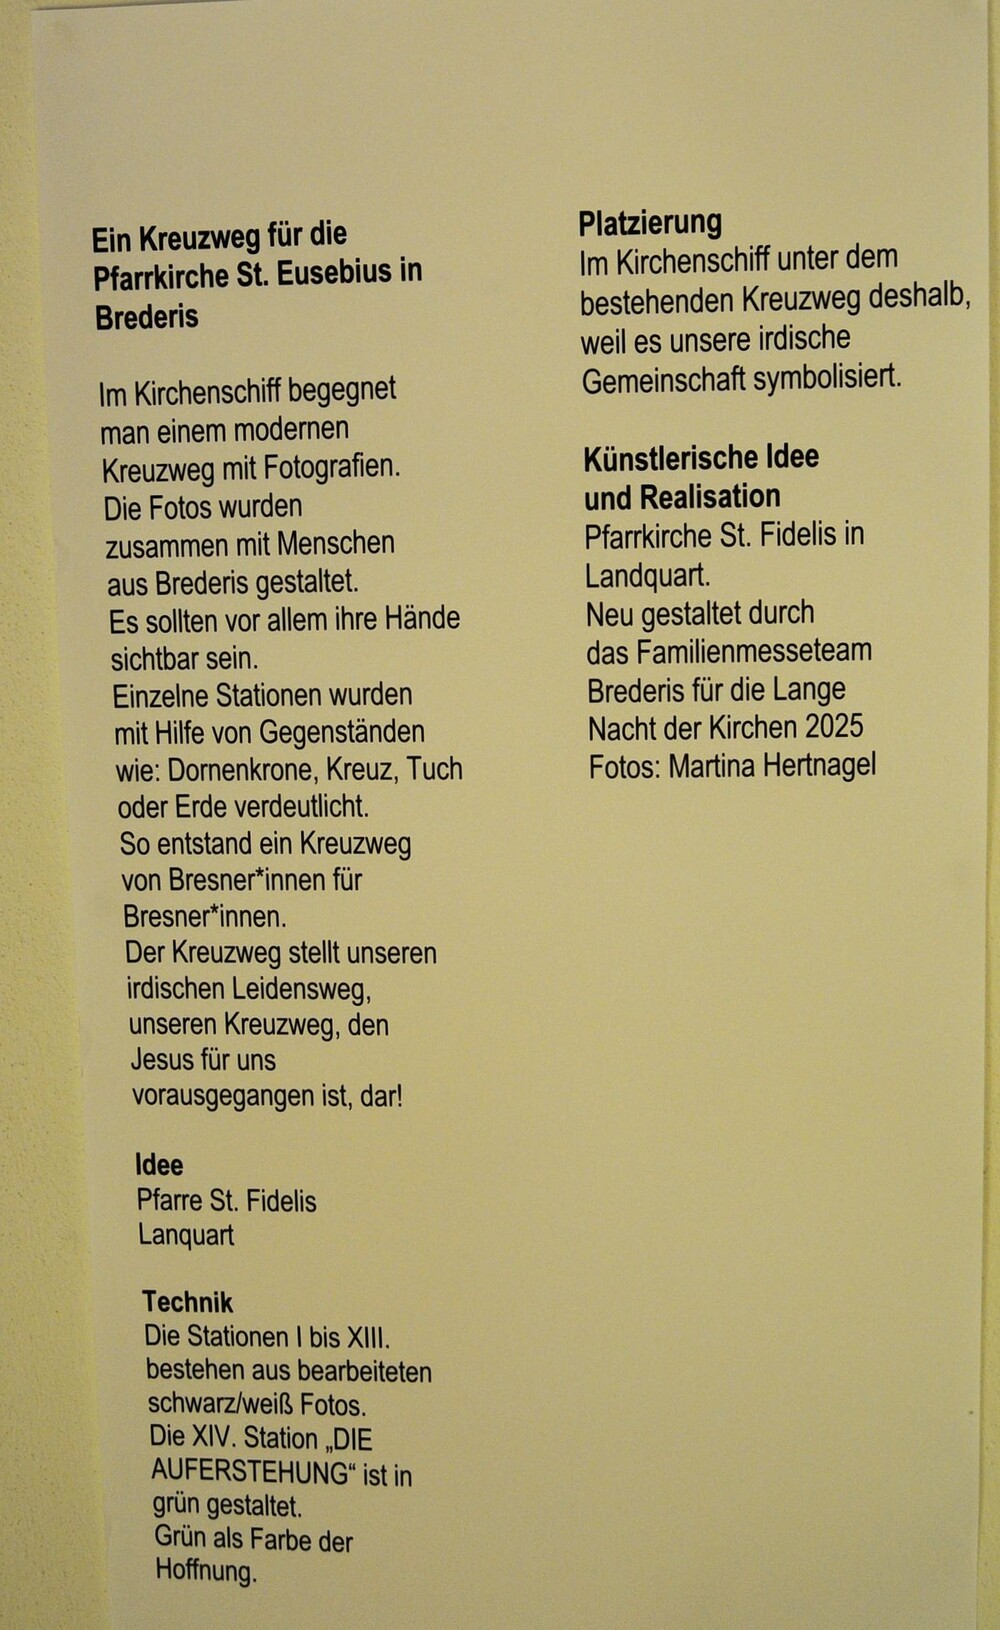 Ein Kreuzweg für die
Pfarrkirche St. Eusebius in
Brederis
Im Kirchenschiff begegnet
man einem modernen
Kreuzweg mit Fotografien.
Die Fotos wurden
zusammen mit Menschen
aus Brederis gestaltet.
Es sollten vor allem ihre Hände
sichtbar sein.
Einzelne Stationen wurden
mit Hilfe von Gegenständen
wie: Dornenkrone, Kreuz, Tuch
oder Erde verdeutlicht.
So entstand ein Kreuzweg
von Bresner*innen für
Bresner*innen.
Der Kreuzweg stellt unseren
irdischen Leidensweg,
unseren Kreuzweg, den
Jesus für uns
vorausgegangen ist, dar!
Idee
Pfarre St. Fidelis
Lanquart
Technik
Die Stationen I bis XIII.
bestehen aus bearbeiteten
schwarz/weiß Fotos.
Die XIV. Station „DIE
AUFERSTEHUNG“ ist in
grün gestaltet.
Grün als Farbe der
Hoffnung.
Platzierung
Im Kirchenschiff unter dem
bestehenden Kreuzweg deshalb,
weil es unsere irdische
Gemeinschaft symbolisiert.
Künstlerische Idee
und Realisation
Pfarrkirche St. Fidelis in
Landquart.
Neu gestaltet durch
das Familienmesseteam
Brederis für die Lange
Nacht der Kirchen 2025
Fotos: Martina Hertnagel